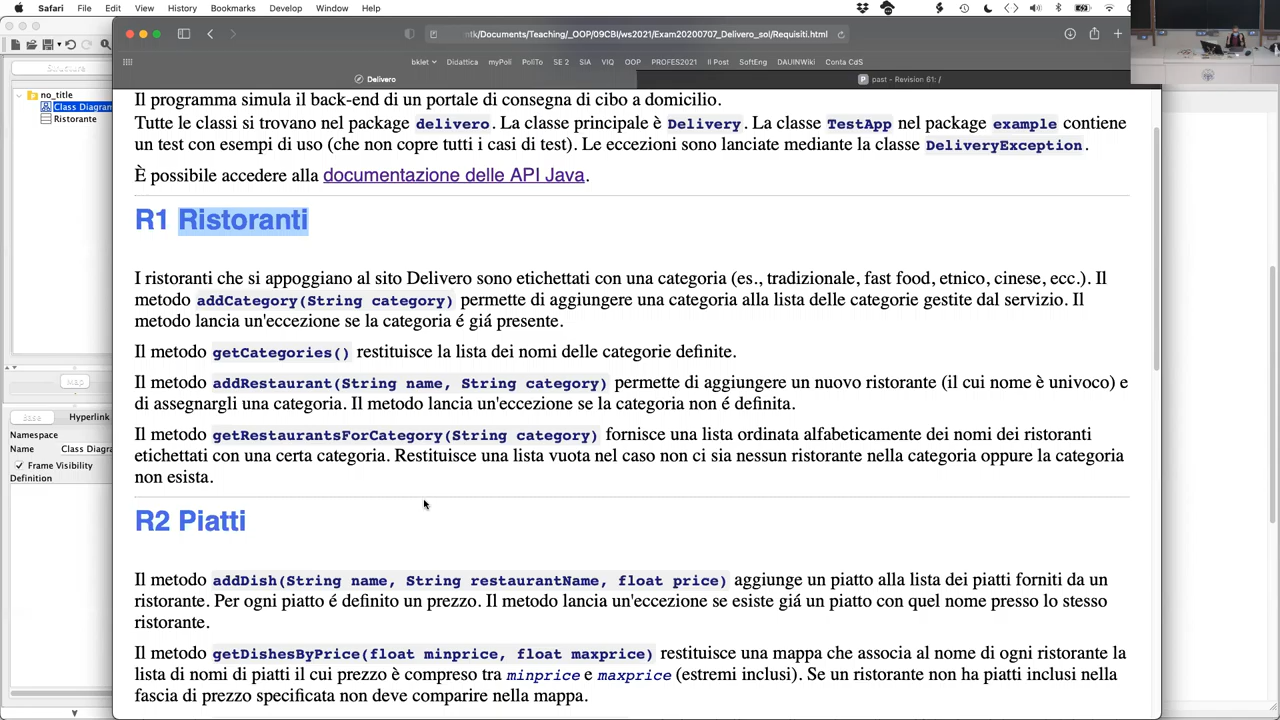 Safari File Edit View History Bookmarks Develop Window Help
tk/Documents/Teaching/_OOP/09CBI/ws2021/Exam20200707_Delivero_sol/Requisiti.html
bklet Didattica myPoli PoliTo SE 2 SIA VIQ OOP PROFES2021 Il Post SoftEng DAUINWiki Conta CdS
Delivero past - Revision 61: /
Structure
no_title
Class Diagran
Ristorante
Map
Base Hyperlink
Namespace
Name Class Diagra
Frame Visibility
Definition
Il programma simula il back-end di un portale di consegna di cibo a domicilio.
Tutte le classi si trovano nel package delivero. La classe principale è Delivery. La classe TestApp nel package example contiene
un test con esempi di uso (che non copre tutti i casi di test). Le eccezioni sono lanciate mediante la classe DeliveryException.
È possibile accedere alla documentazione delle API Java.
R1 Ristoranti
I ristoranti che si appoggiano al sito Delivero sono etichettati con una categoria (es., tradizionale, fast food, etnico, cinese, ecc.). Il
metodo addCategory(String category) permette di aggiungere una categoria alla lista delle categorie gestite dal servizio. Il
metodo lancia un'eccezione se la categoria é giá presente.
Il metodo getCategories() restituisce la lista dei nomi delle categorie definite.
Il metodo addRestaurant(String name, String category) permette di aggiungere un nuovo ristorante (il cui nome è univoco) e
di assegnargli una categoria. Il metodo lancia un'eccezione se la categoria non é definita.
Il metodo getRestaurantsForCategory(String category) fornisce una lista ordinata alfabeticamente dei nomi dei ristoranti
etichettati con una certa categoria. Restituisce una lista vuota nel caso non ci sia nessun ristorante nella categoria oppure la categoria
non esista.
R2 Piatti
Il metodo addDish(String name, String restaurantName, float price) aggiunge un piatto alla lista dei piatti forniti da un
ristorante. Per ogni piatto é definito un prezzo. Il metodo lancia un'eccezione se esiste giá un piatto con quel nome presso lo stesso
ristorante.
Il metodo getDishesByPrice(float minprice, float maxprice) restituisce una mappa che associa al nome di ogni ristorante la
lista di nomi di piatti il cui prezzo è compreso tra minprice e maxprice (estremi inclusi). Se un ristorante non ha piatti inclusi nella
fascia di prezzo specificata non deve comparire nella mappa.